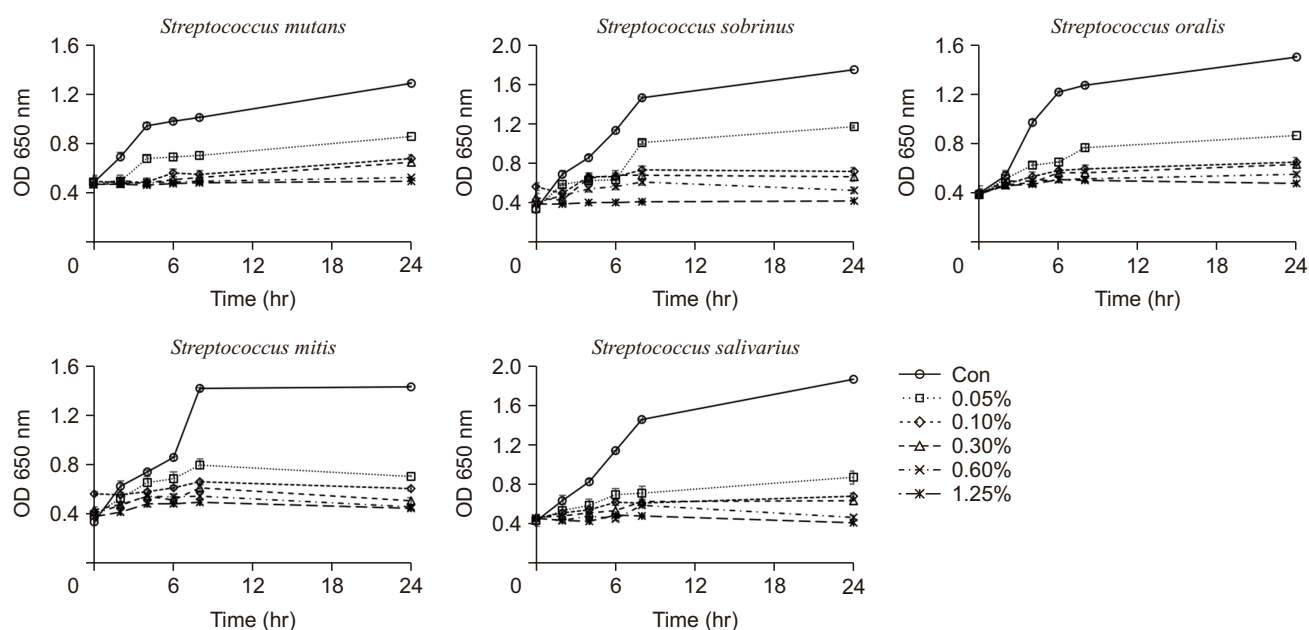 Streptococcus mutans
1.6
1.2
0.8
0.4
OD 650 nm
0 6 12 18 24
Time (hr)
Streptococcus sobrinus
2.0
1.6
1.2
0.8
0.4
OD 650 nm
0 6 12 18 24
Time (hr)
Streptococcus oralis
1.6
1.2
0.8
0.4
OD 650 nm
0 6 12 18 24
Time (hr)
Streptococcus mitis
1.6
1.2
0.8
0.4
OD 650 nm
0 6 12 18 24
Time (hr)
Streptococcus salivarius
2.0
1.6
1.2
0.8
0.4
OD 650 nm
0 6 12 18 24
Time (hr)
Con
0.05%
0.10%
0.30%
0.60%
1.25%